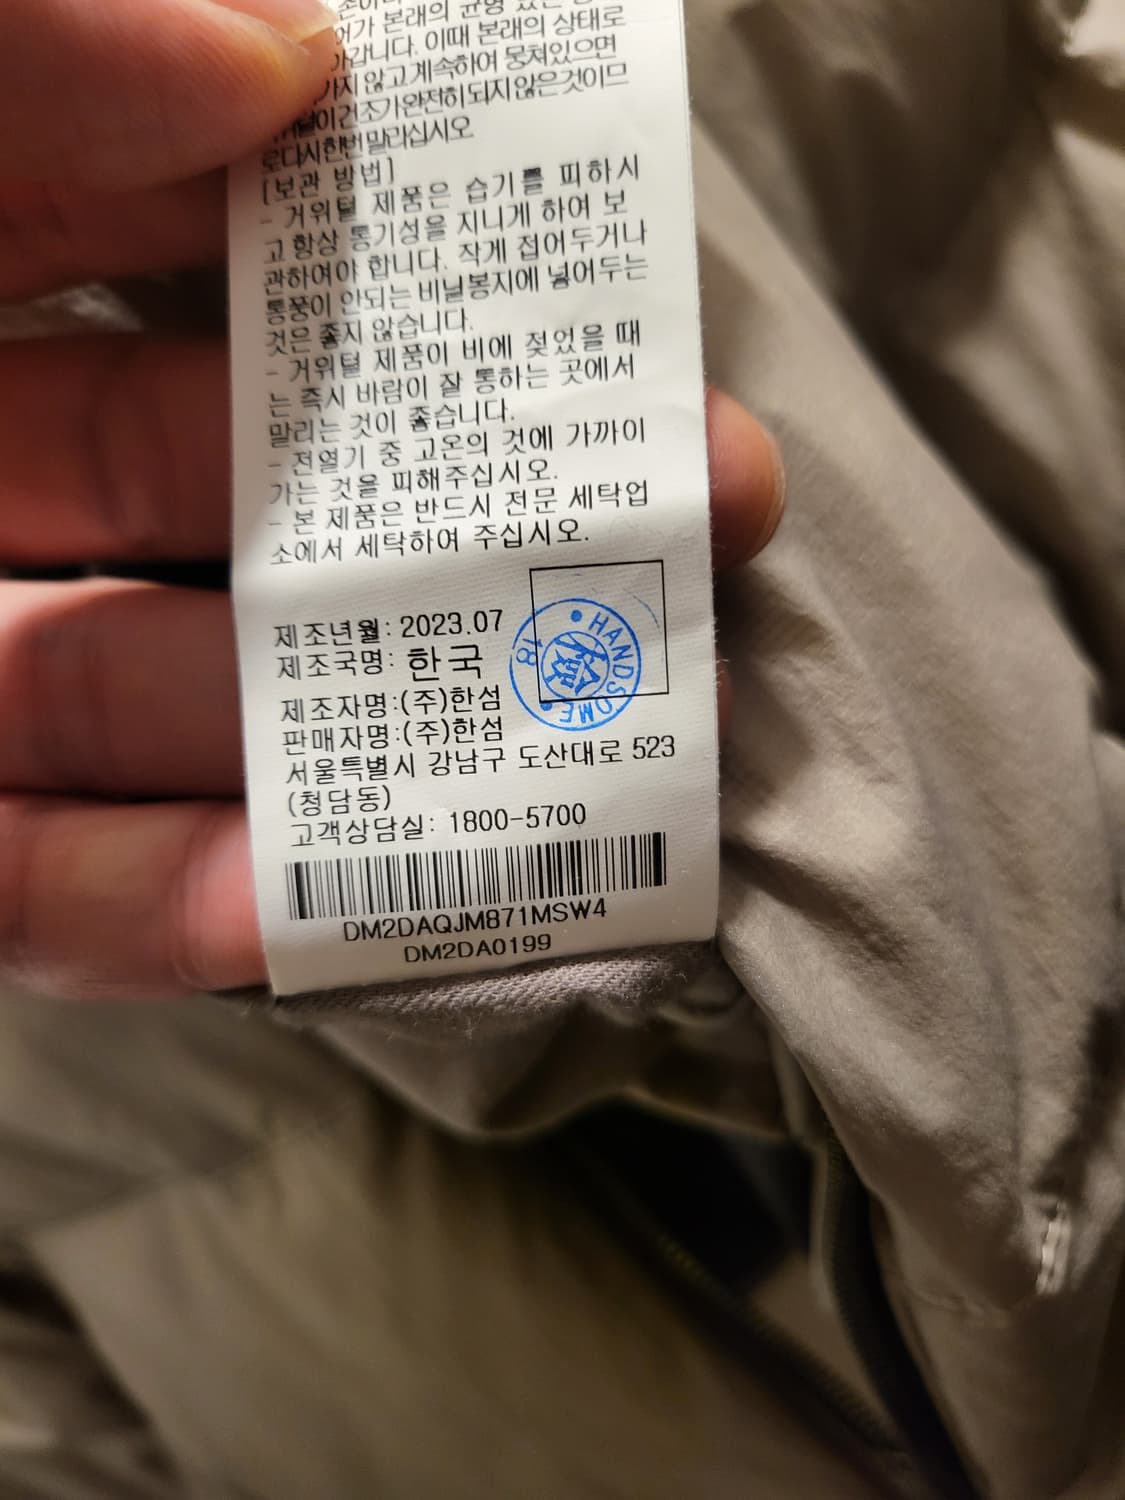 본래의 균형
본래의 상태로
아갑니다. 이때 본래의 상태로
가지 않고 계속하여 뭉쳐있으면
이 건조가 완전히 되지 않은 것이므
로 다시 한번 말리십시오
[보관 방법]
- 거위털 제품은 습기를 피하시
고 항상 통기성을 지니게 하여 보
관하여야 합니다. 작게 접어두거나
통풍이 안되는 비닐봉지에 넣어두는
것은 좋지 않습니다.
- 거위털 제품이 비에 젖었을 때
는 즉시 바람이 잘 통하는 곳에서
말리는 것이 좋습니다.
- 전열기 중 고온의 것에 가까이
가는 것을 피해주십시오.
- 본 제품은 반드시 전문 세탁업
소에서 세탁하여 주십시오.
제조년월: 2023.07
제조국명: 한국
제조자명:(주)한섬
판매자명:(주)한섬
서울특별시 강남구 도산대로 523
(청담동)
고객상담실: 1800-5700
HANDSOME
18
DM2DAQJM871MSW4
DM2DA0199